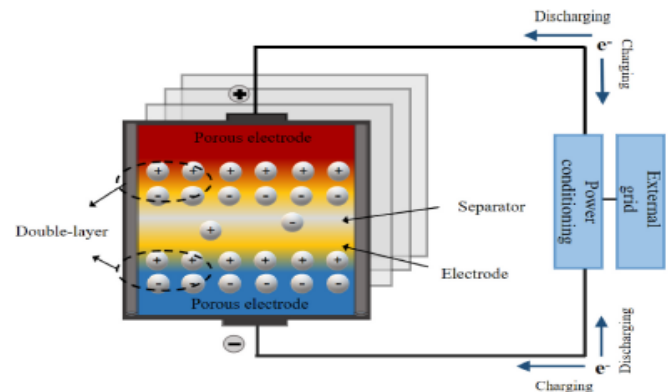 Discharging
e-
Charging
+
Porous electrode
+ + + + + +
- - - - - -
+ -
Double-layer
Separator
+ + + + + +
- - - - - -
Electrode
Porous electrode
-
Power
conditioning
External
grid
Discharging
e-
Charging